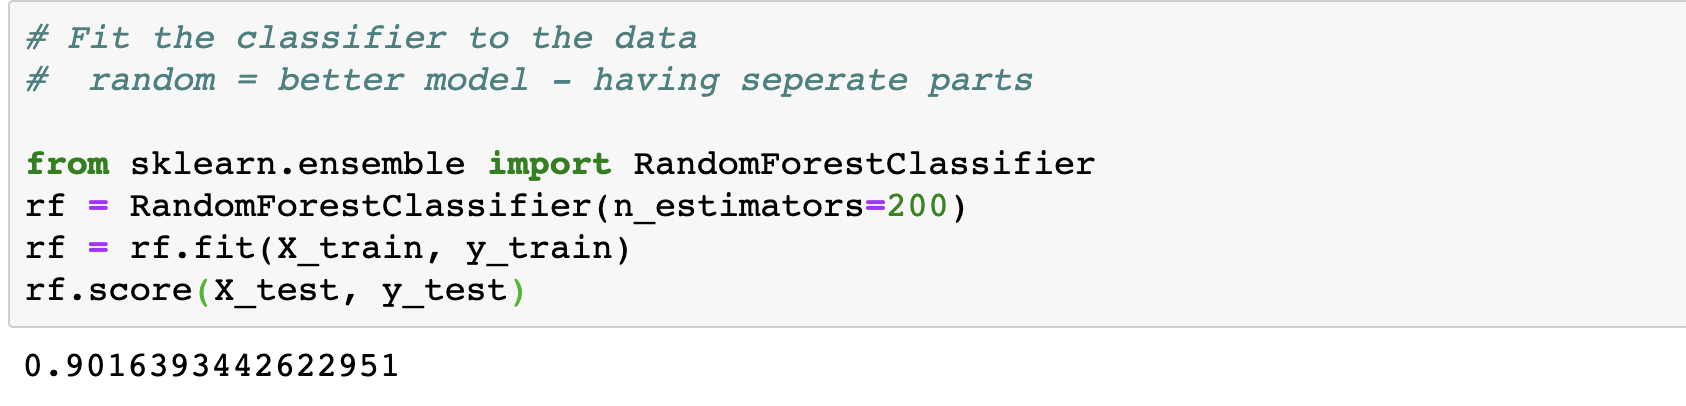 # Fit the classifier to the data
#  random = better model - having seperate parts
from sklearn.ensemble import RandomForestClassifier
rf = RandomForestClassifier(n_estimators=200)
rf = rf.fit(X_train, y_train)
rf.score(X_test, y_test)
0.9016393442622951